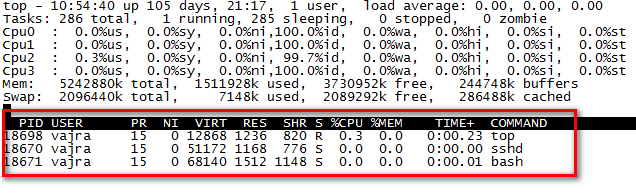 top - 10:54:40 up 105 days, 21:17,  1 user,  load average: 0.00, 0.00, 0.00
Tasks: 286 total,   1 running, 285 sleeping,   0 stopped,   0 zombie
Cpu0  :  0.0%us,  0.0%sy,  0.0%ni,100.0%id,  0.0%wa,  0.0%hi,  0.0%si,  0.0%st
Cpu1  :  0.0%us,  0.0%sy,  0.0%ni,100.0%id,  0.0%wa,  0.0%hi,  0.0%si,  0.0%st
Cpu2  :  0.3%us,  0.0%sy,  0.0%ni, 99.7%id,  0.0%wa,  0.0%hi,  0.0%si,  0.0%st
Cpu3  :  0.0%us,  0.0%sy,  0.0%ni,100.0%id,  0.0%wa,  0.0%hi,  0.0%si,  0.0%st
Mem:   5242880k total,  1511928k used,  3730952k free,   244748k buffers
Swap:  2096440k total,     7148k used,  2089292k free,   286488k cached
PID USER      PR  NI  VIRT  RES  SHR S %CPU %MEM    TIME+  COMMAND
18698 vajra     15   0 12868 1236  820 R  0.3  0.0   0:00.23 top
18670 vajra     15   0 51172 1168  776 S  0.0  0.0   0:00.00 sshd
18671 vajra     15   0 68140 1512 1148 S  0.0  0.0   0:00.01 bash